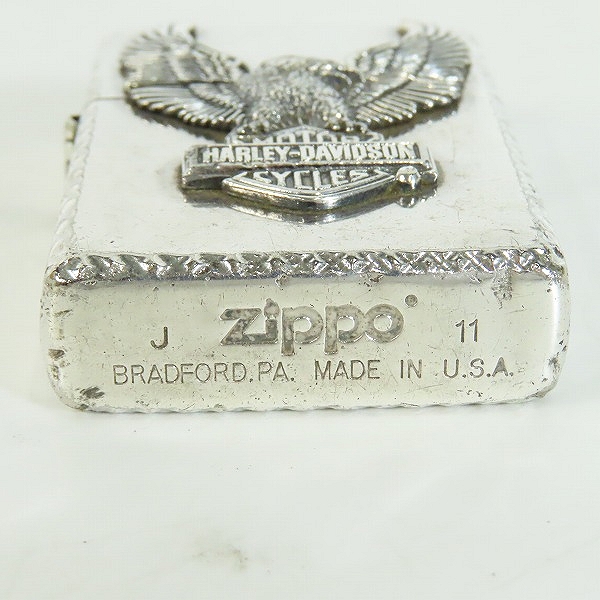 MOTOR
HARLEY-DAVIDSON
CYCLES
J zippo® 11
BRADFORD,PA. MADE IN U.S.A.